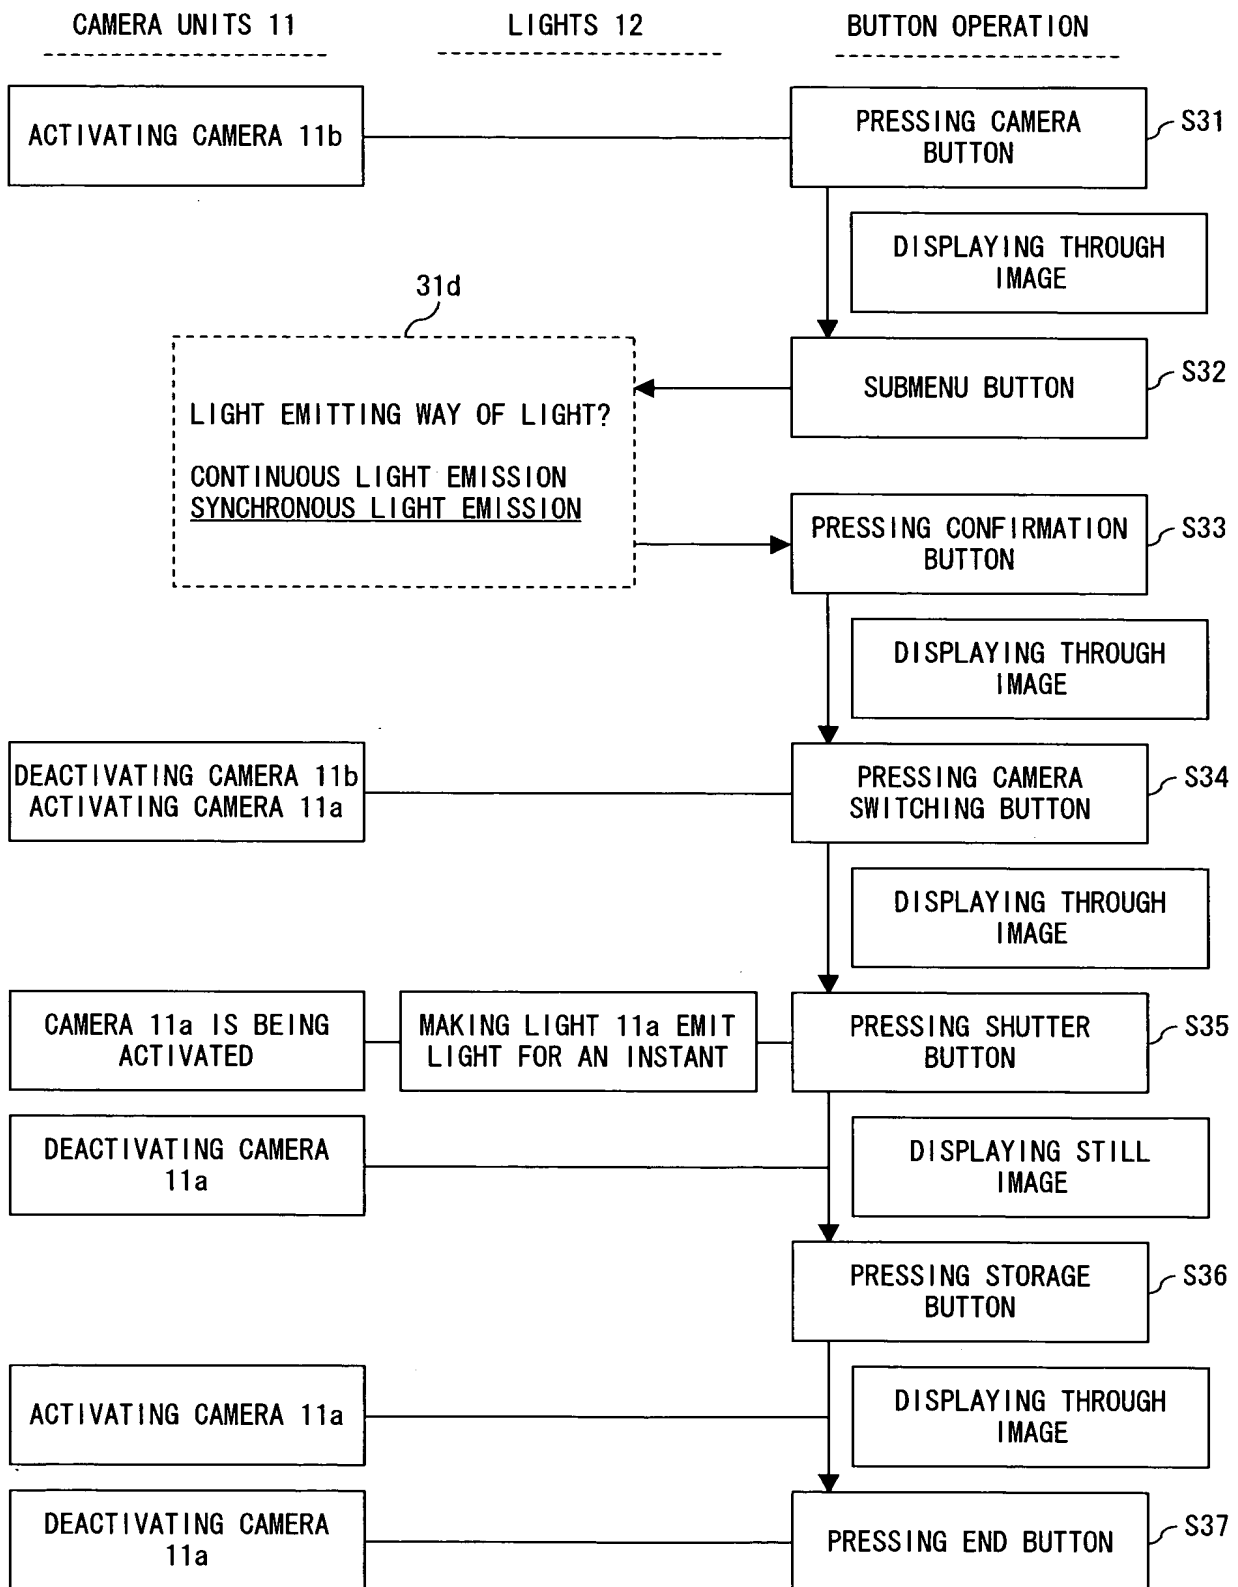 CAMERA UNITS 11
LIGHTS 12
BUTTON OPERATION
ACTIVATING CAMERA 11b
PRESSING CAMERA
BUTTON
S31
DISPLAYING THROUGH
IMAGE
31d
LIGHT EMITTING WAY OF LIGHT?
CONTINUOUS LIGHT EMISSION
SYNCHRONOUS LIGHT EMISSION
SUBMENU BUTTON
S32
PRESSING CONFIRMATION
BUTTON
S33
DISPLAYING THROUGH
IMAGE
DEACTIVATING CAMERA 11b
ACTIVATING CAMERA 11a
PRESSING CAMERA
SWITCHING BUTTON
S34
DISPLAYING THROUGH
IMAGE
CAMERA 11a IS BEING
ACTIVATED
MAKING LIGHT 11a EMIT
LIGHT FOR AN INSTANT
PRESSING SHUTTER
BUTTON
S35
DEACTIVATING CAMERA
11a
DISPLAYING STILL
IMAGE
PRESSING STORAGE
BUTTON
S36
ACTIVATING CAMERA 11a
DISPLAYING THROUGH
IMAGE
DEACTIVATING CAMERA
11a
PRESSING END BUTTON
S37